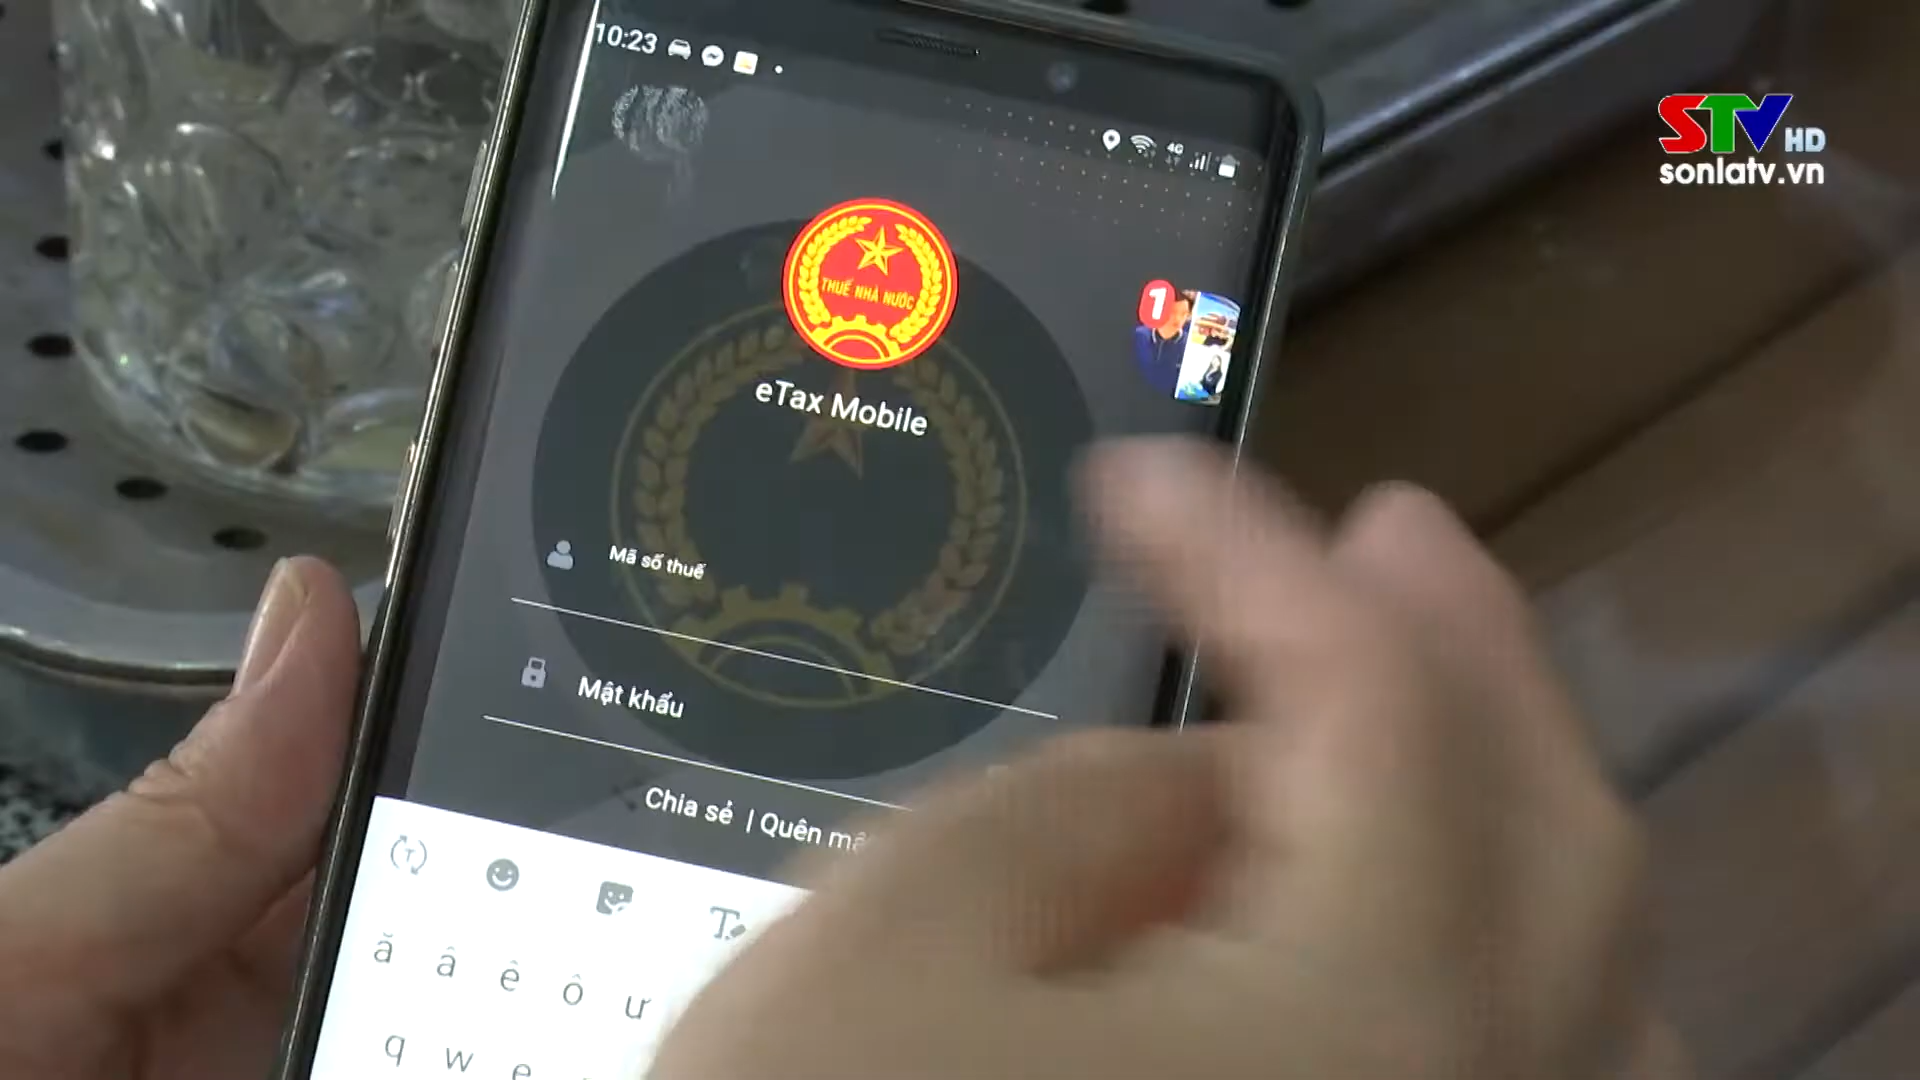 10:23
4G
STV HD
sonlatv.vn
THUẾ NHÀ NƯỚC
1
eTax Mobile
Mã số thuế
Mật khẩu
Chia sẻ | Quên
ă â ê ô ư
q w e